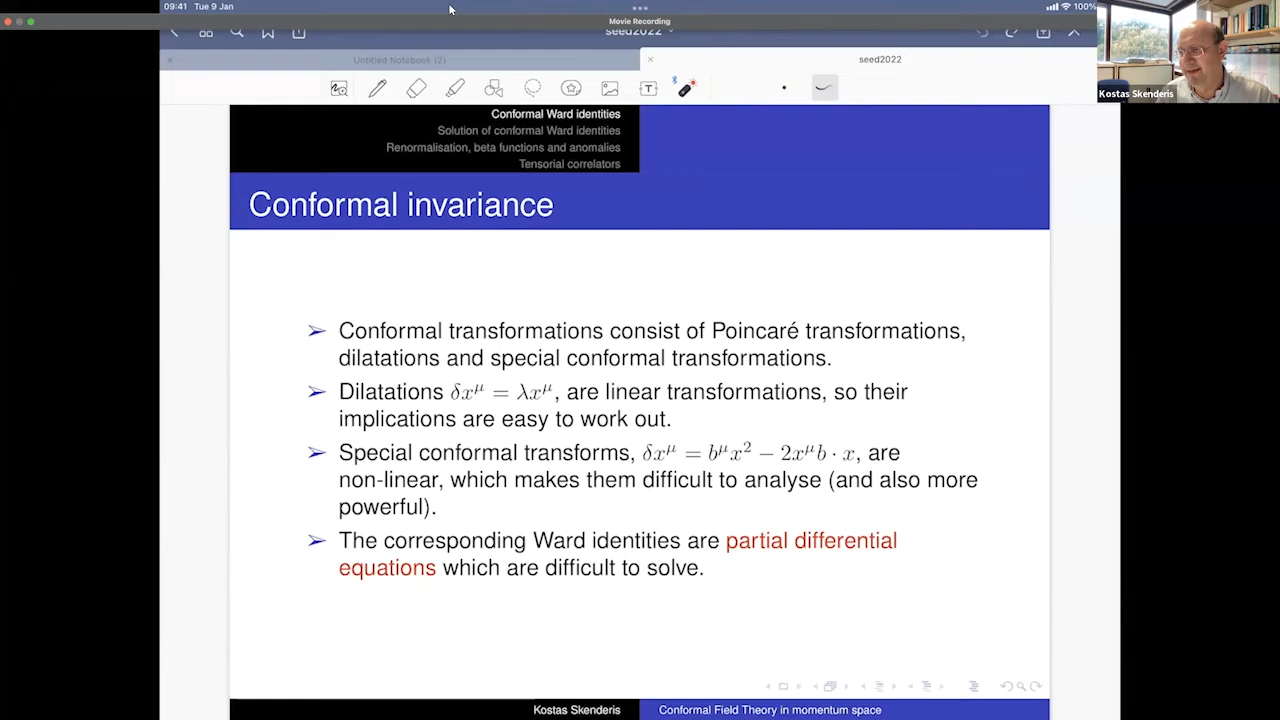 09:41 Tue 9 Jan
100%
Movie Recording
seed2022
Untitled Notebook (2)
seed2022
T
Kostas Skenderis
Conformal Ward identities
Solution of conformal Ward identities
Renormalisation, beta functions and anomalies
Tensorial correlators
Conformal invariance
➢ Conformal transformations consist of Poincaré transformations,
dilatations and special conformal transformations.
➢ Dilatations δx^μ = λx^μ, are linear transformations, so their
implications are easy to work out.
➢ Special conformal transforms, δx^μ = b^μx² − 2x^μb · x, are
non-linear, which makes them difficult to analyse (and also more
powerful).
➢ The corresponding Ward identities are partial differential
equations which are difficult to solve.
Kostas Skenderis
Conformal Field Theory in momentum space